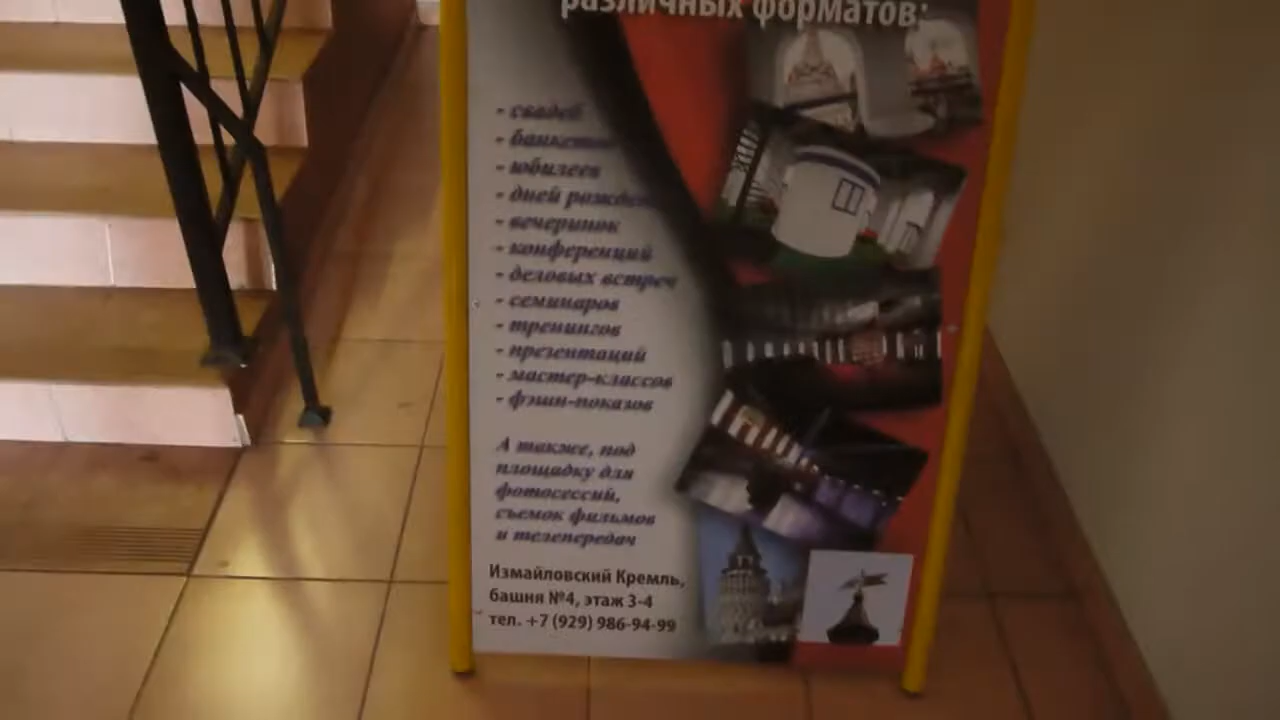 различных форматов:
- свадеб
- банкетов
- юбилеев
- дней рождения
- вечеринок
- конференций
- деловых встреч
- семинаров
- тренингов
- презентаций
- мастер-классов
- фэшн-показов
А также, под
площадку для
фотосессий,
съемок фильмов
и телепередач
Измайловский Кремль,
башня №4, этаж 3-4
тел. +7 (929) 986-94-99